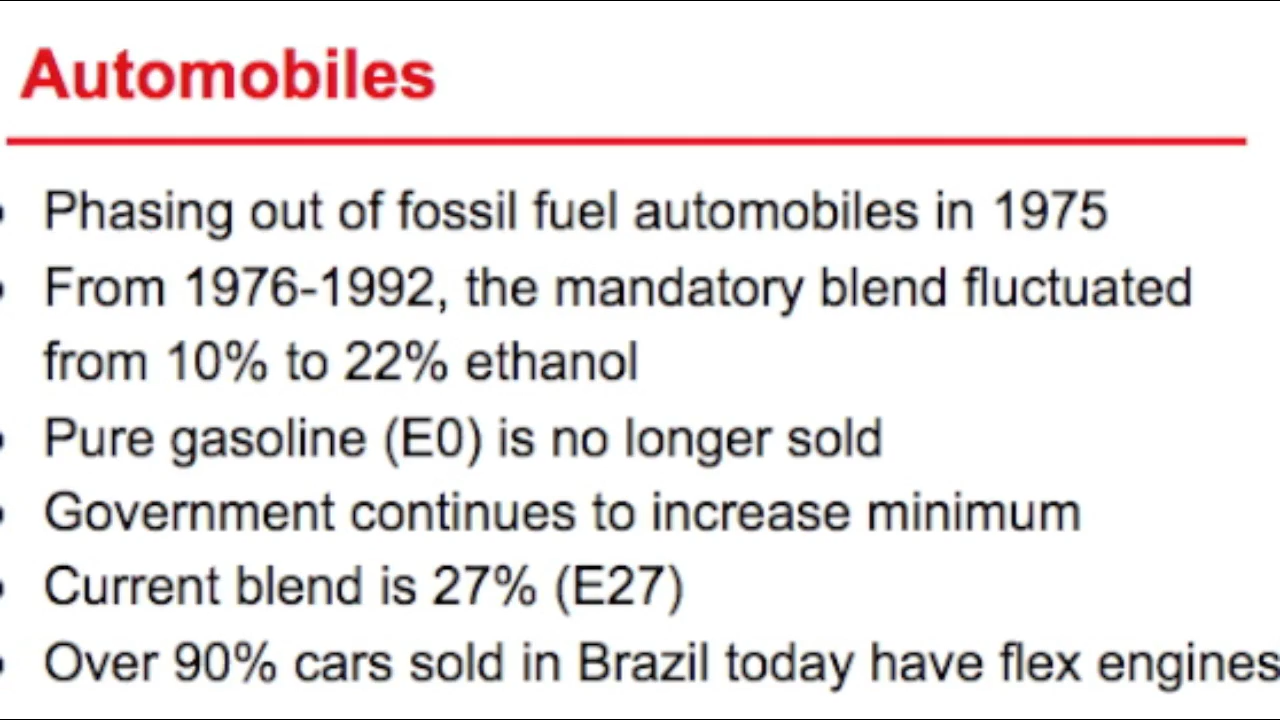 Automobiles
• Phasing out of fossil fuel automobiles in 1975
• From 1976-1992, the mandatory blend fluctuated
from 10% to 22% ethanol
• Pure gasoline (E0) is no longer sold
• Government continues to increase minimum
• Current blend is 27% (E27)
• Over 90% cars sold in Brazil today have flex engines